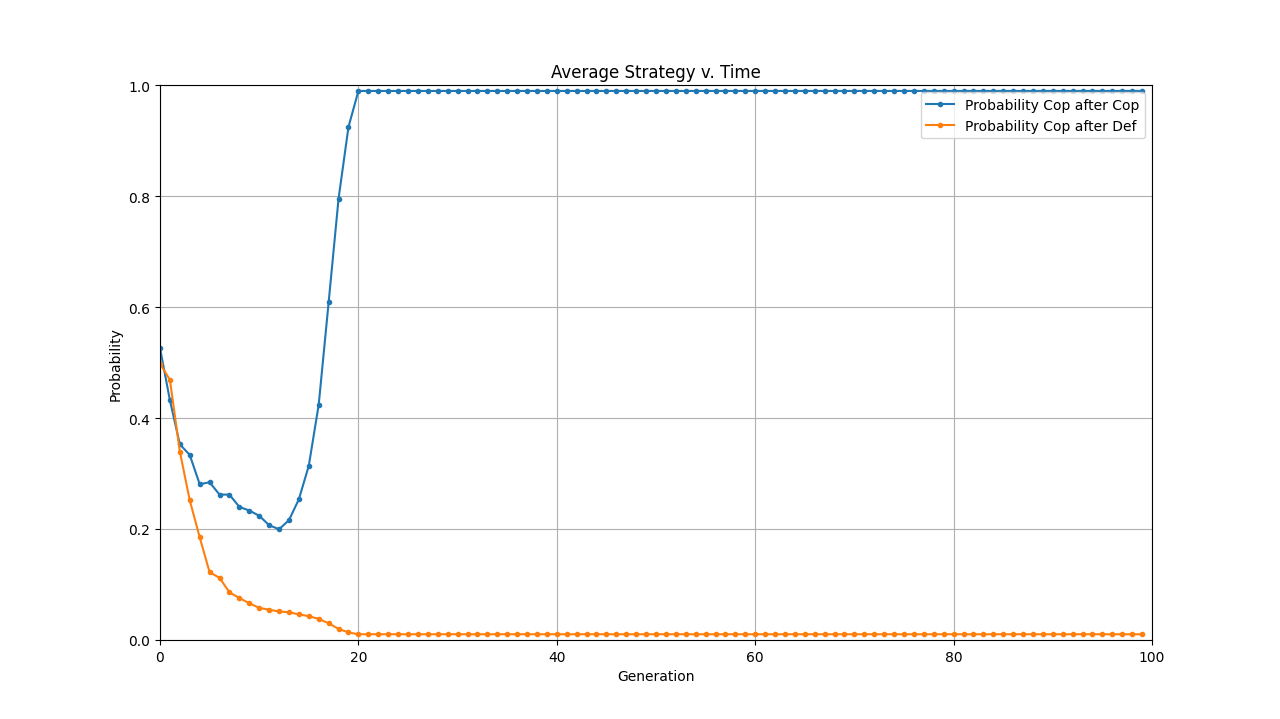 Average Strategy v. Time
1.0
0.8
0.6
0.4
0.2
0.0
Probability
Probability Cop after Cop
Probability Cop after Def
0 20 40 60 80 100
Generation